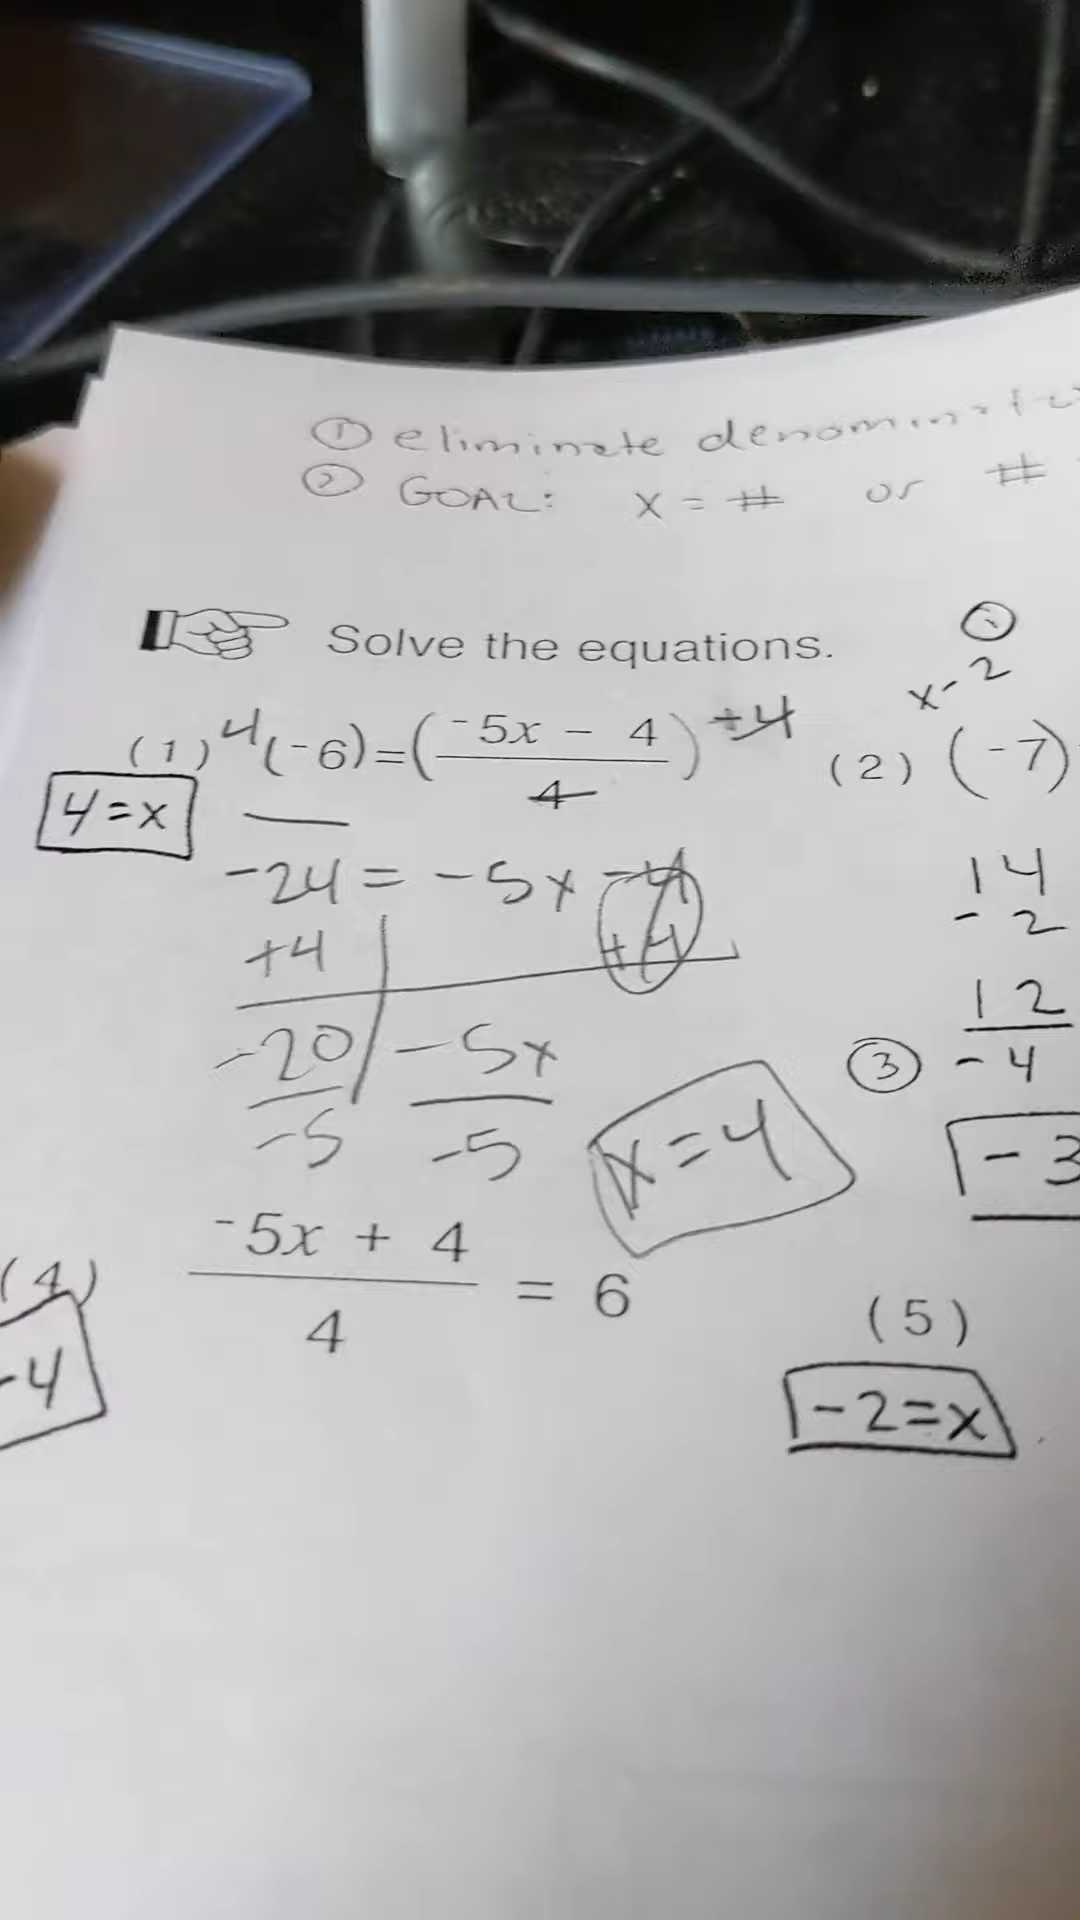 ① eliminate denominator
② GOAL: x = # or #
Solve the equations.
(1) 4(-6)=(-5x - 4 / 4) +4
4=x
-24 = -5x -4
+4 +4
-20 -5x
-5 -5
x=4
①
x-2
(2) (-7)
14
- 2
12
③ - 4
- 3
(4) -5x + 4 / 4 = 6
-4
(5)
-2=x